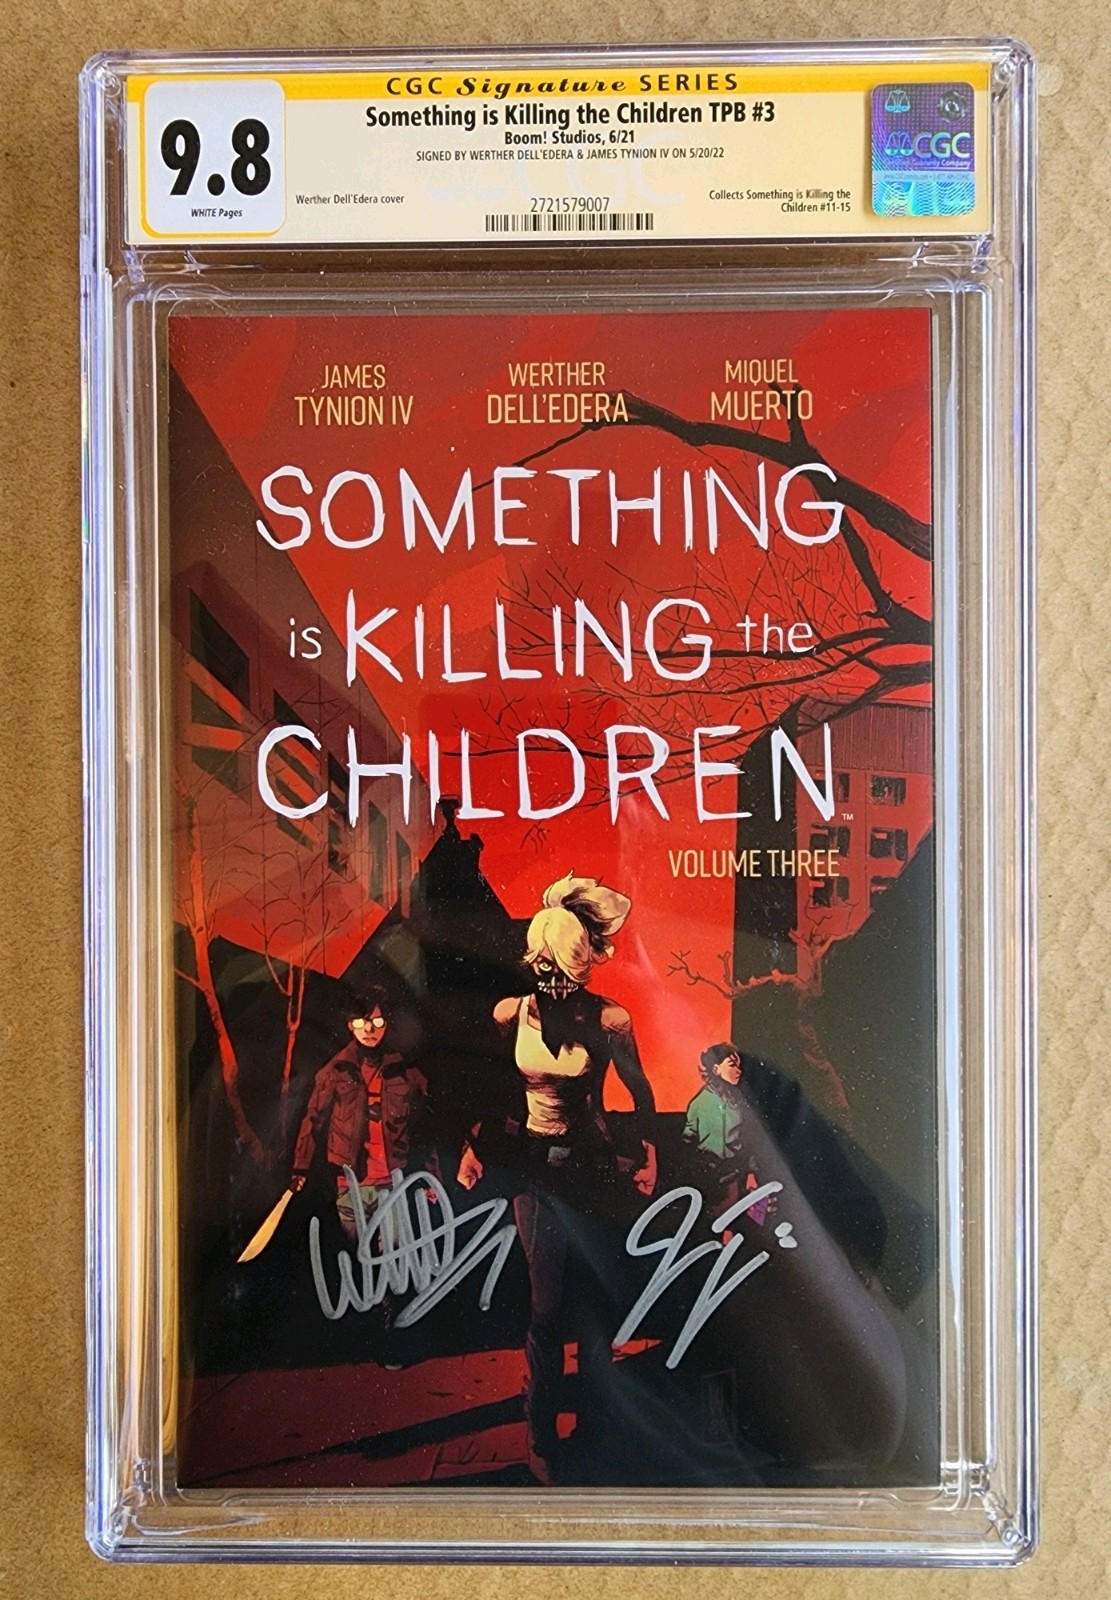 CGC Signature SERIES
9.8
WHITE Pages
Something is Killing the Children TPB #3
Boom! Studios, 6/21
SIGNED BY WERTHER DELL'EDERA & JAMES TYNION IV ON 5/20/22
Werther Dell'Edera cover
2721579007
Collects Something is Killing the
Children #11-15
CGC
JAMES
TYNION IV
WERTHER
DELL'EDERA
MIQUEL
MUERTO
SOMETHING
is KILLING the
CHILDREN™
VOLUME THREE